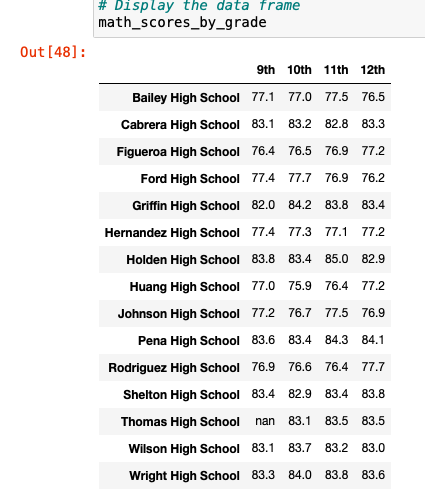 # Display the data frame
math_scores_by_grade
Out[48]:
9th 10th 11th 12th
Bailey High School 77.1 77.0 77.5 76.5
Cabrera High School 83.1 83.2 82.8 83.3
Figueroa High School 76.4 76.5 76.9 77.2
Ford High School 77.4 77.7 76.9 76.2
Griffin High School 82.0 84.2 83.8 83.4
Hernandez High School 77.4 77.3 77.1 77.2
Holden High School 83.8 83.4 85.0 82.9
Huang High School 77.0 75.9 76.4 77.2
Johnson High School 77.2 76.7 77.5 76.9
Pena High School 83.6 83.4 84.3 84.1
Rodriguez High School 76.9 76.6 76.4 77.7
Shelton High School 83.4 82.9 83.4 83.8
Thomas High School nan 83.1 83.5 83.5
Wilson High School 83.1 83.7 83.2 83.0
Wright High School 83.3 84.0 83.8 83.6